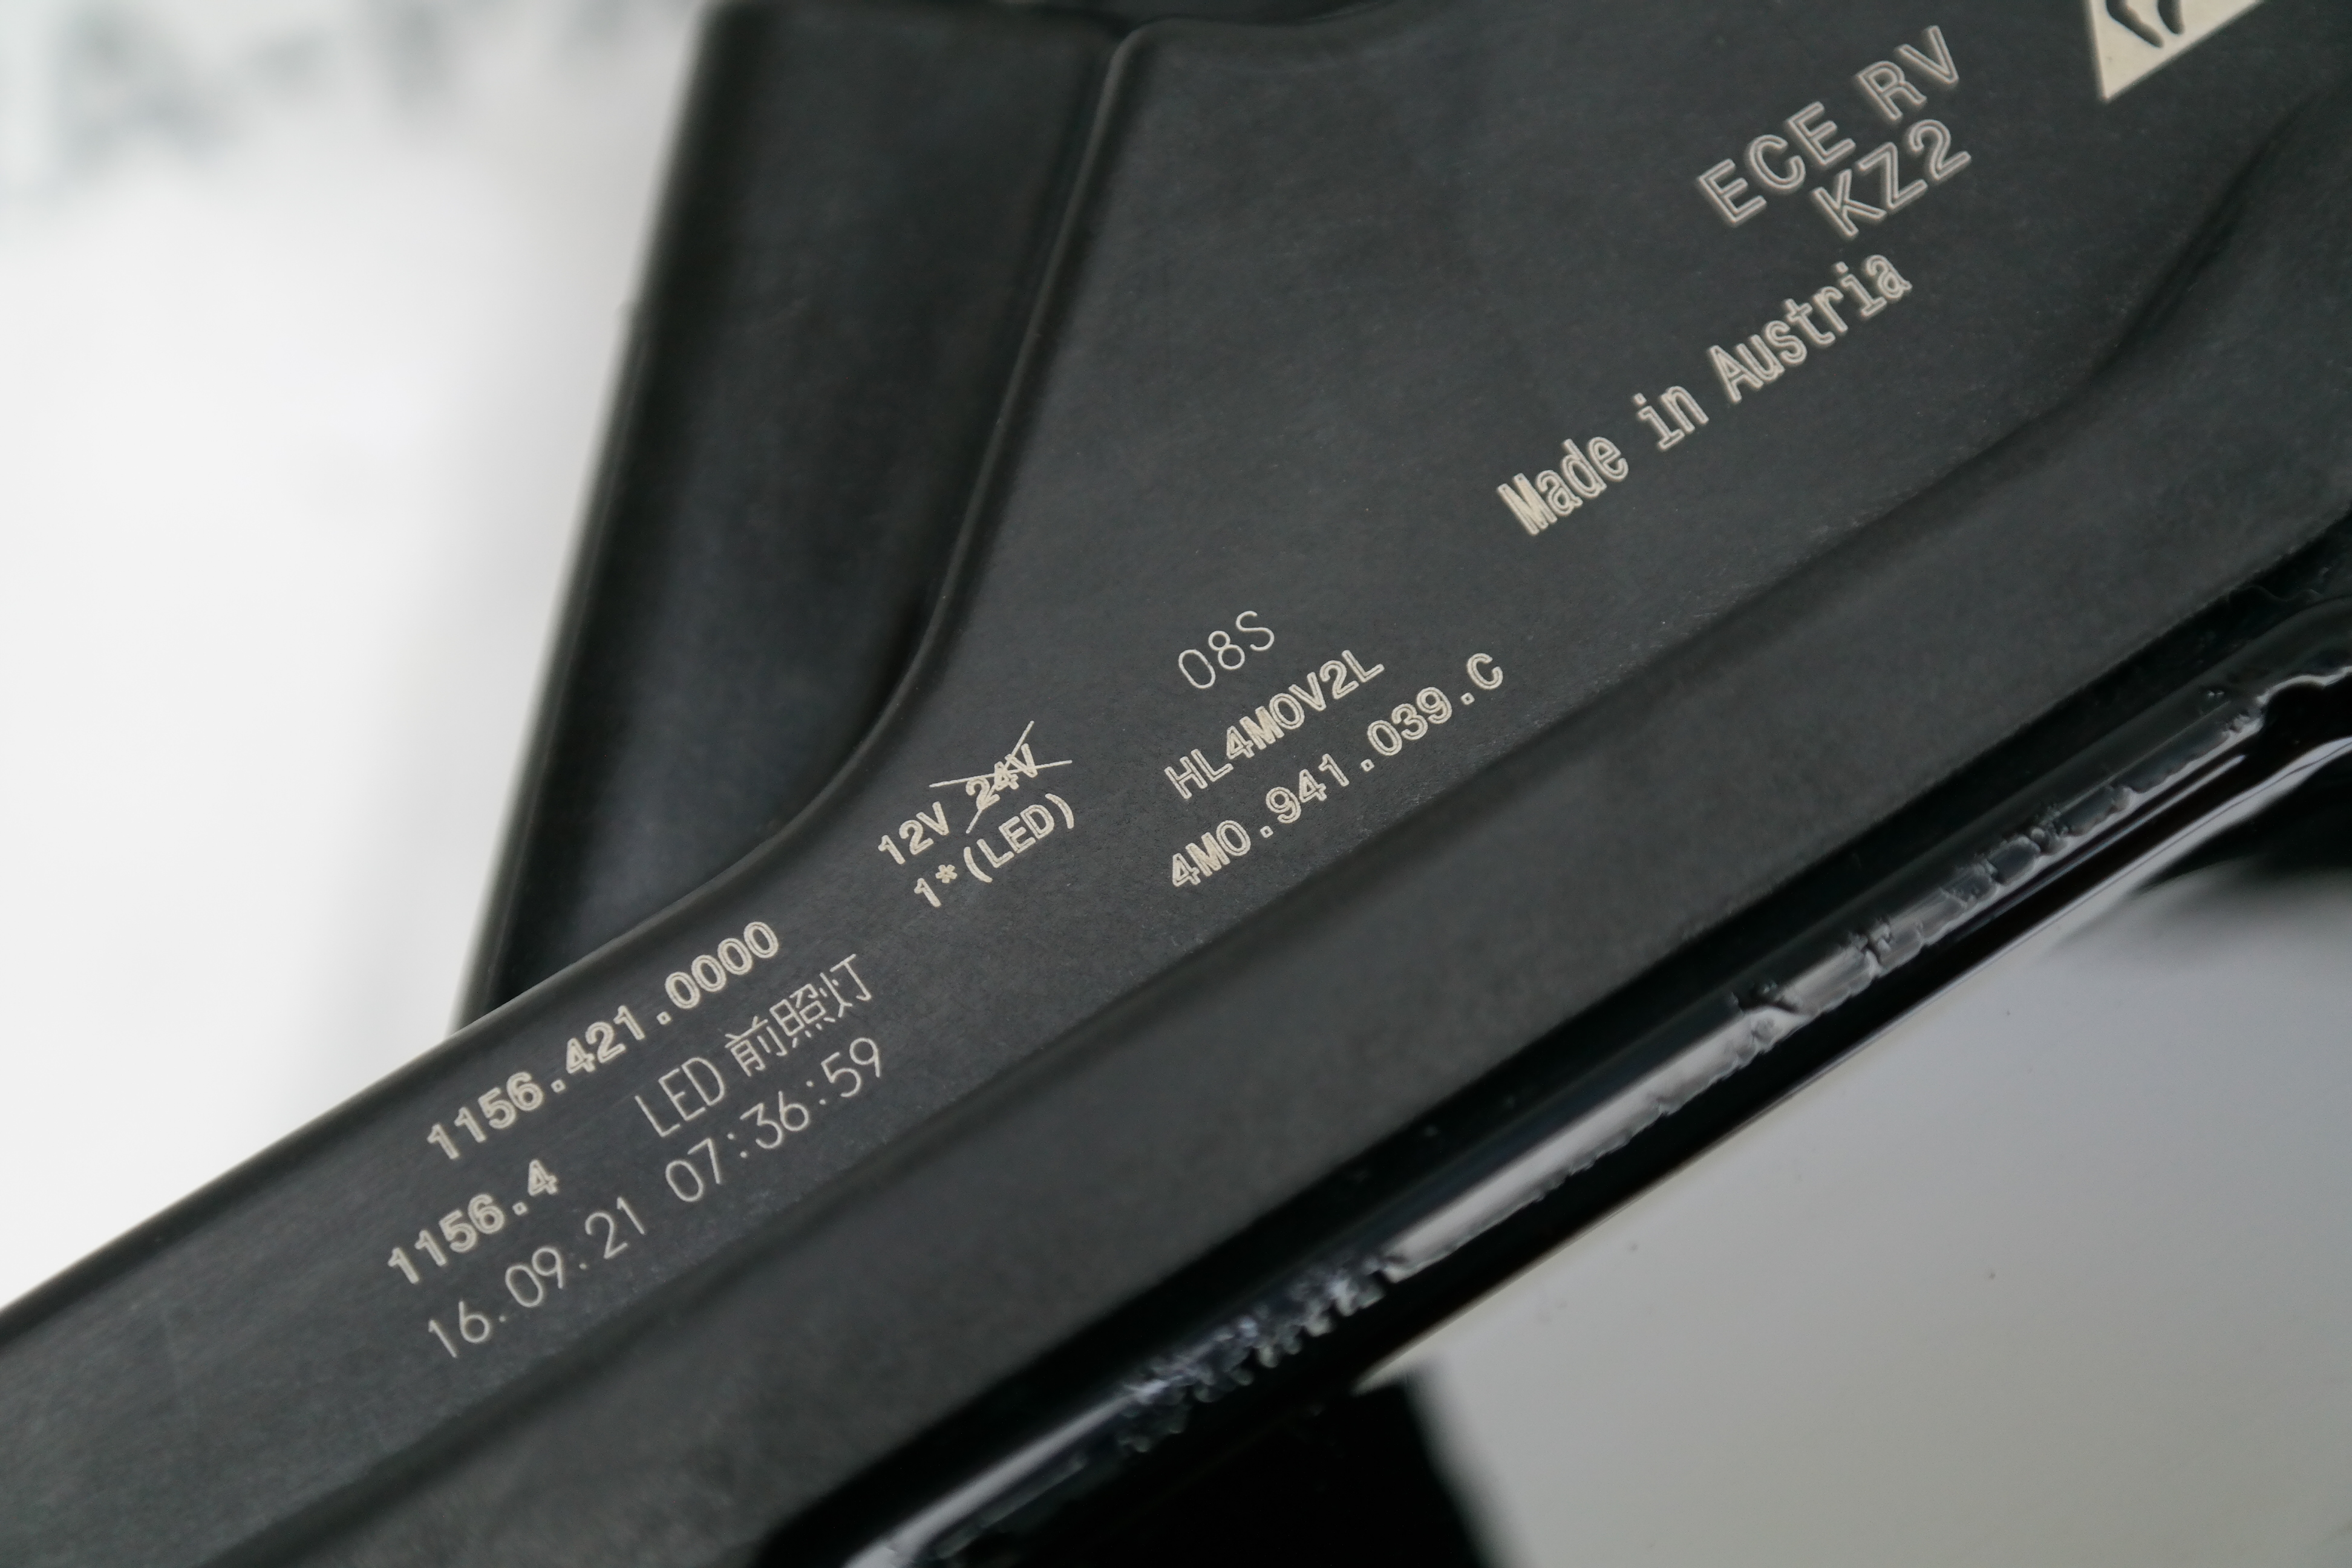 ECE RV
KZ2
Made in Austria
08S
HL4M0V2L
4M0.941.039.C
12V 24V
1*(LED)
1156.421.0000
LED 前照灯
1156.4
16.09.21 07:36:59